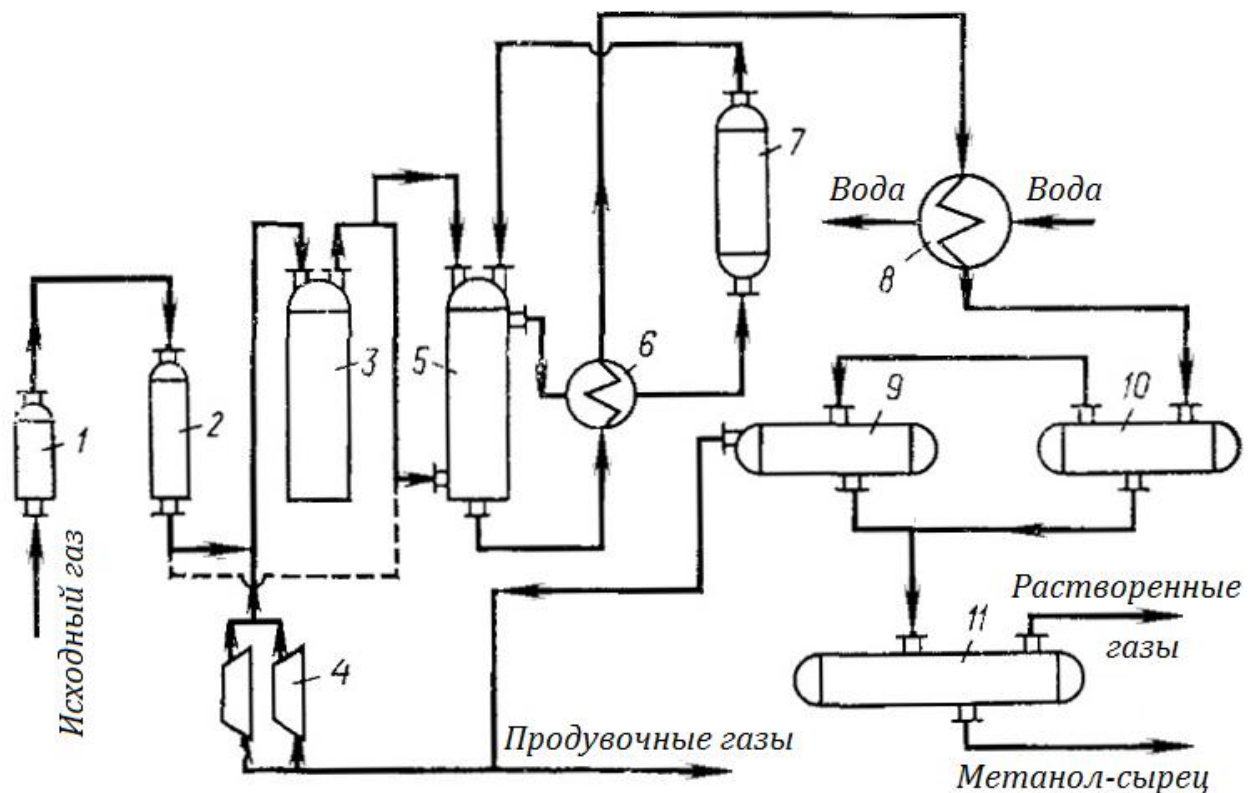 7
Вода
Вода
8
6
3
5
9
10
2
1
Исходный газ
4
11
Растворенные
газы
Продувочные газы
Метанол-сырец